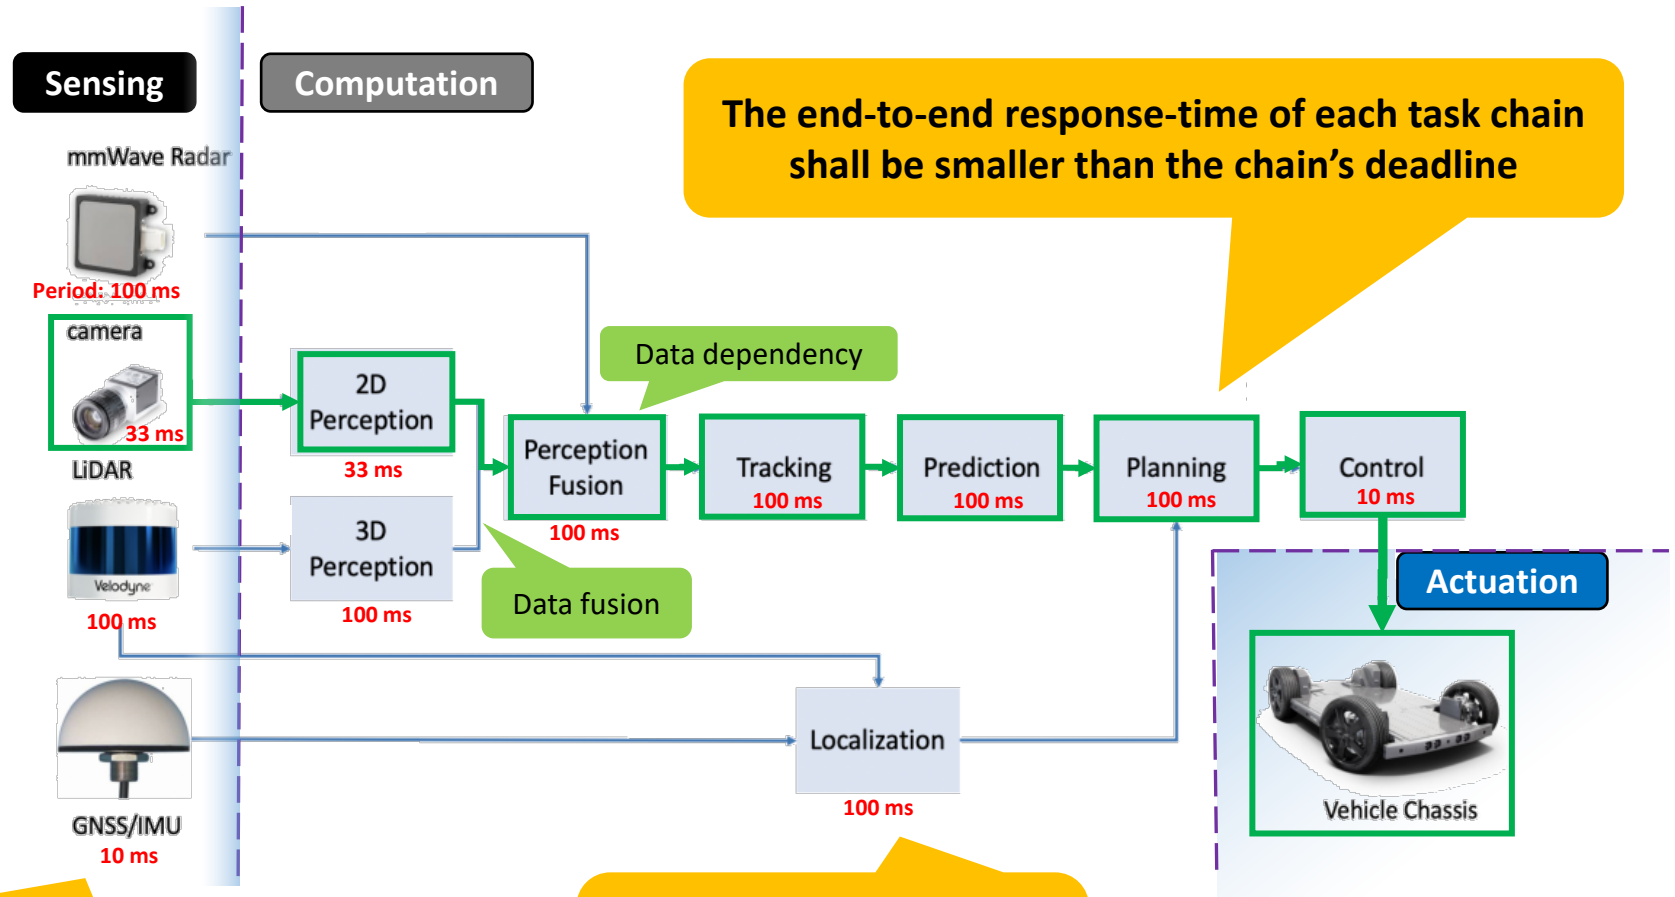 Sensing
Computation
The end-to-end response-time of each task chain
shall be smaller than the chain's deadline
mmWave Radar
Period: 100 ms
camera
33 ms
2D
Perception
33 ms
Data dependency
Perception
Fusion
100 ms
Tracking
100 ms
Prediction
100 ms
Planning
100 ms
Control
10 ms
LiDAR
Velodyne
100 ms
3D
Perception
100 ms
Data fusion
Actuation
Localization
100 ms
Vehicle Chassis
GNSS/IMU
10 ms